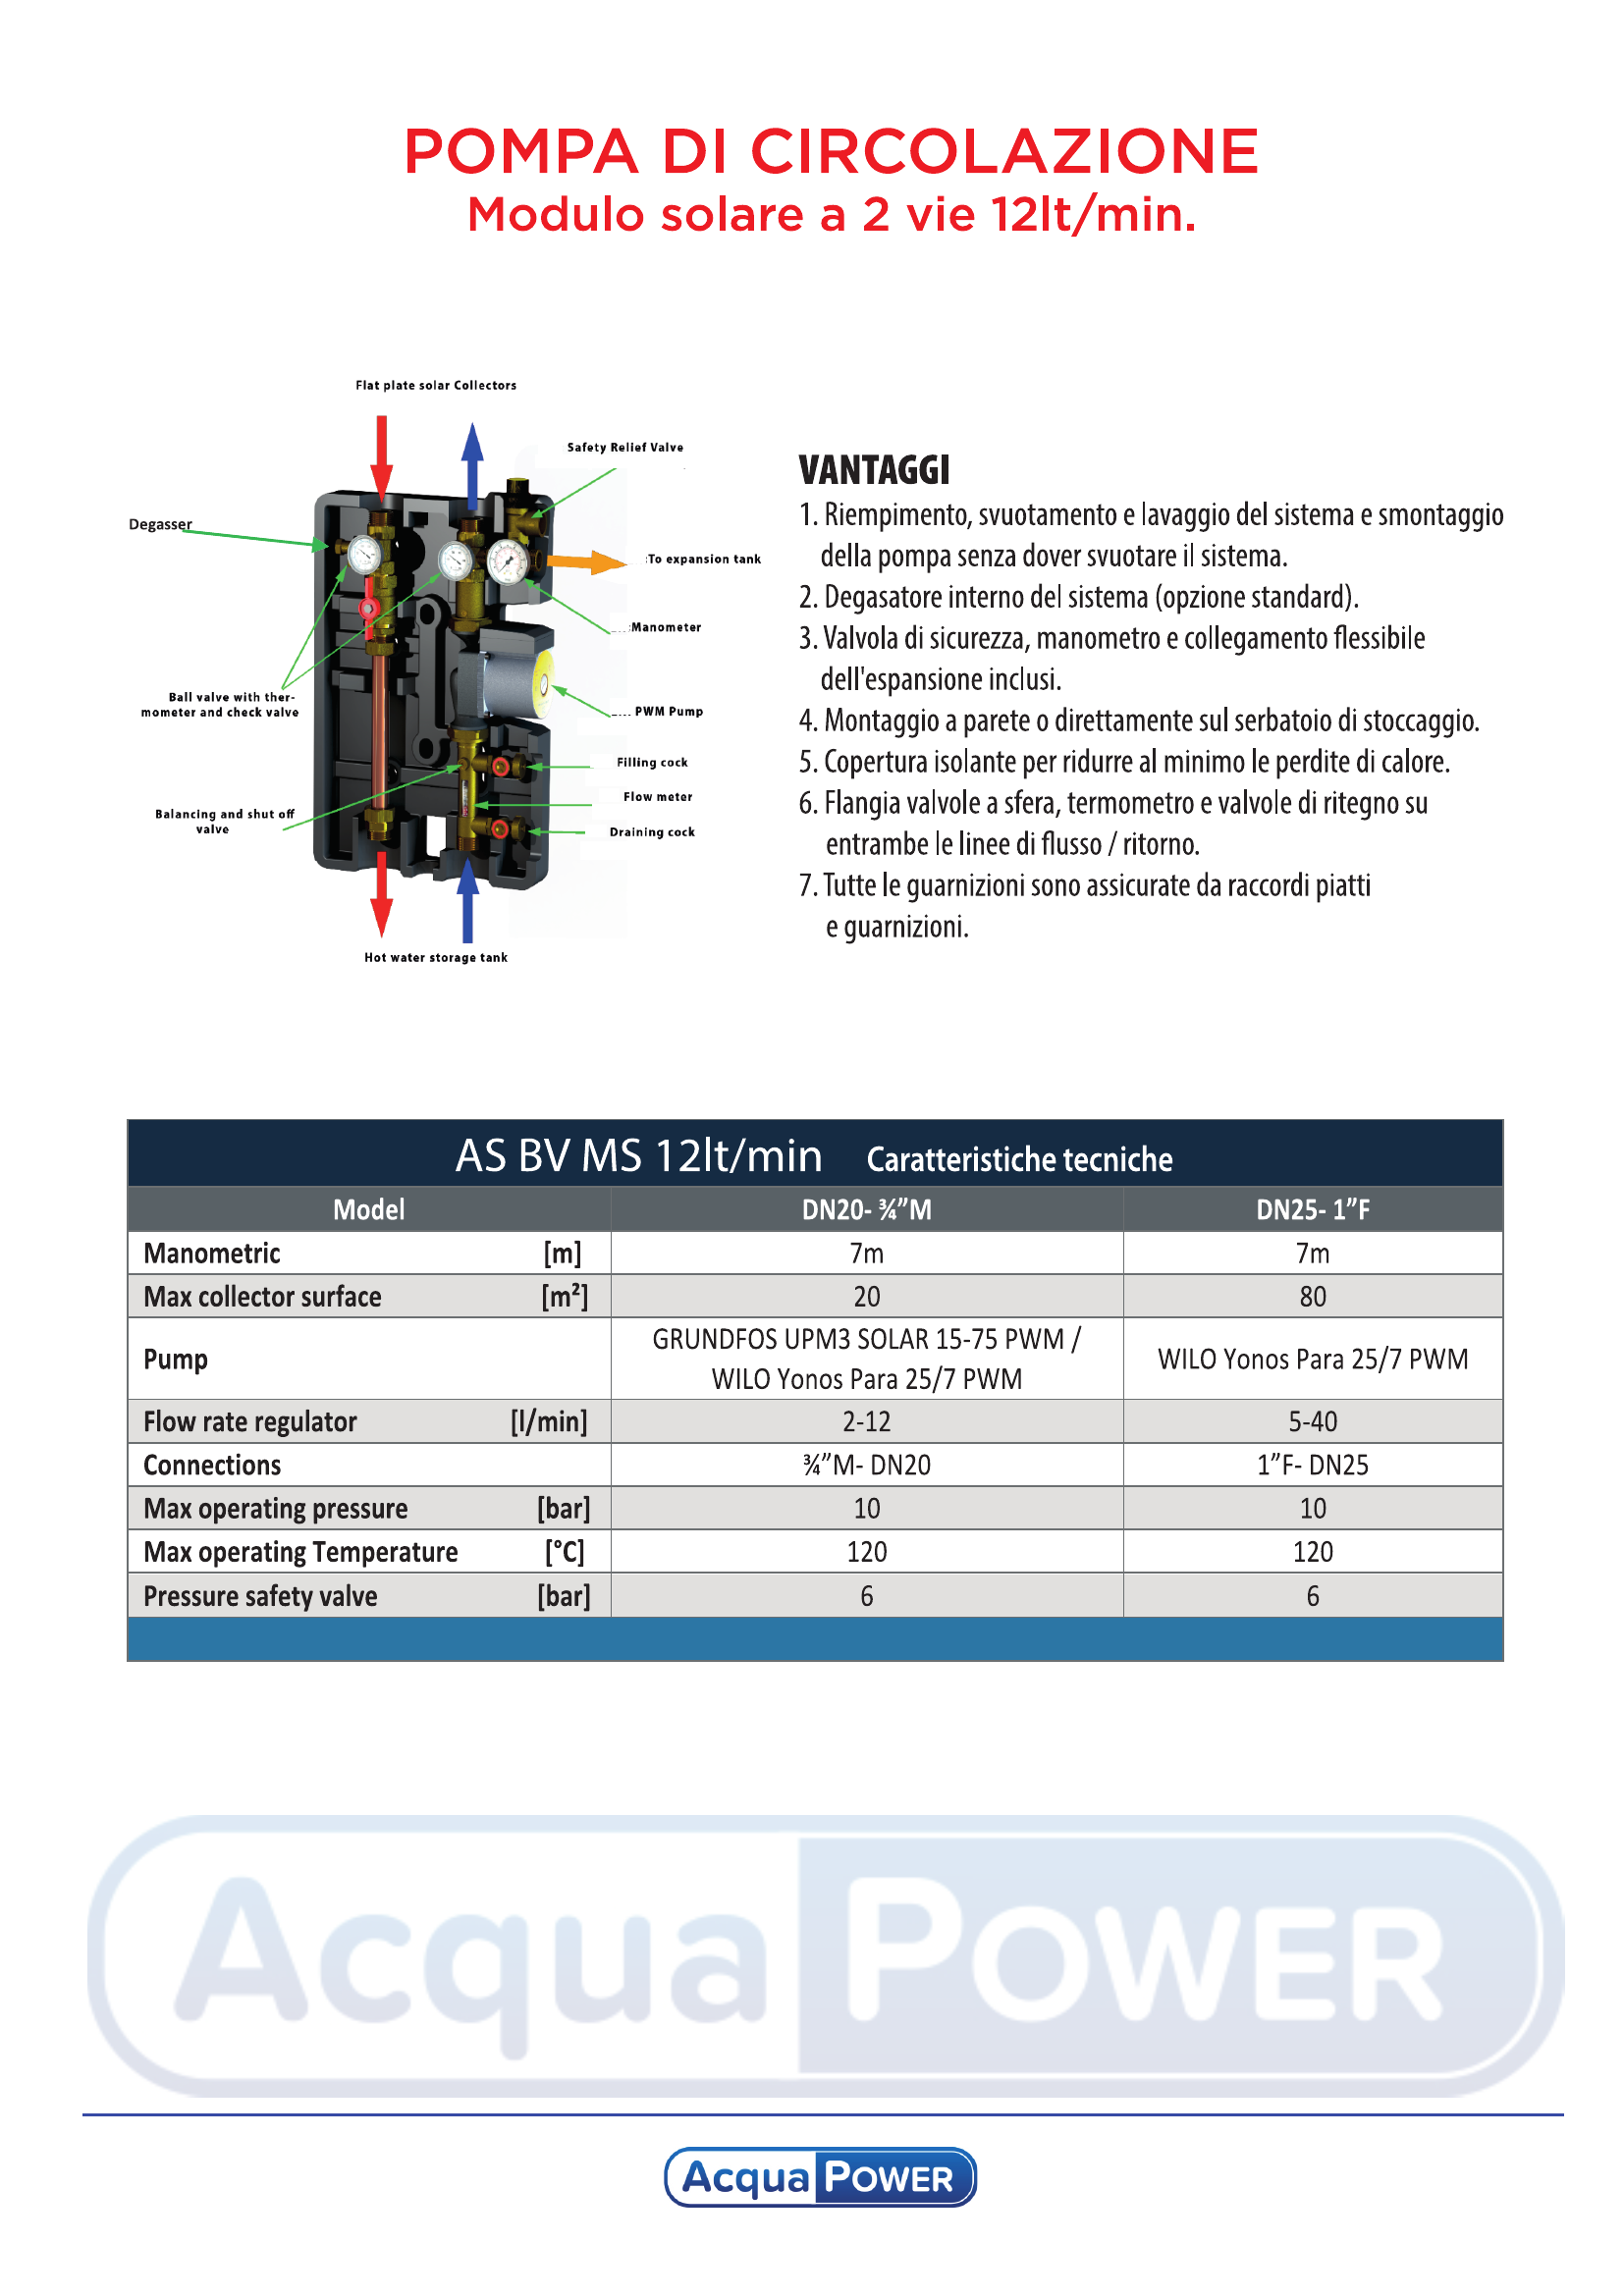 POMPA DI CIRCOLAZIONE
Modulo solare a 2 vie 12lt/min.
Flat plate solar Collectors
Safety Relief Valve
Degasser
To expansion tank
Manometer
Ball valve with ther-
mometer and check valve
PWM Pump
Filling cock
Flow meter
Balancing and shut off
valve
Draining cock
Hot water storage tank
VANTAGGI
1. Riempimento, svuotamento e lavaggio del sistema e smontaggio
della pompa senza dover svuotare il sistema.
2. Degasatore interno del sistema (opzione standard).
3. Valvola di sicurezza, manometro e collegamento flessibile
dell'espansione inclusi.
4. Montaggio a parete o direttamente sul serbatoio di stoccaggio.
5. Copertura isolante per ridurre al minimo le perdite di calore.
6. Flangia valvole a sfera, termometro e valvole di ritegno su
entrambe le linee di flusso / ritorno.
7. Tutte le guarnizioni sono assicurate da raccordi piatti
e guarnizioni.
AS BV MS 12lt/min Caratteristiche tecniche
Model DN20- ¾”M DN25- 1”F
Manometric [m] 7m 7m
Max collector surface [m²] 20 80
Pump GRUNDFOS UPM3 SOLAR 15-75 PWM / WILO Yonos Para 25/7 PWM WILO Yonos Para 25/7 PWM
Flow rate regulator [l/min] 2-12 5-40
Connections ¾”M- DN20 1”F- DN25
Max operating pressure [bar] 10 10
Max operating Temperature [°C] 120 120
Pressure safety valve [bar] 6 6
Acqua POWER
Acqua POWER